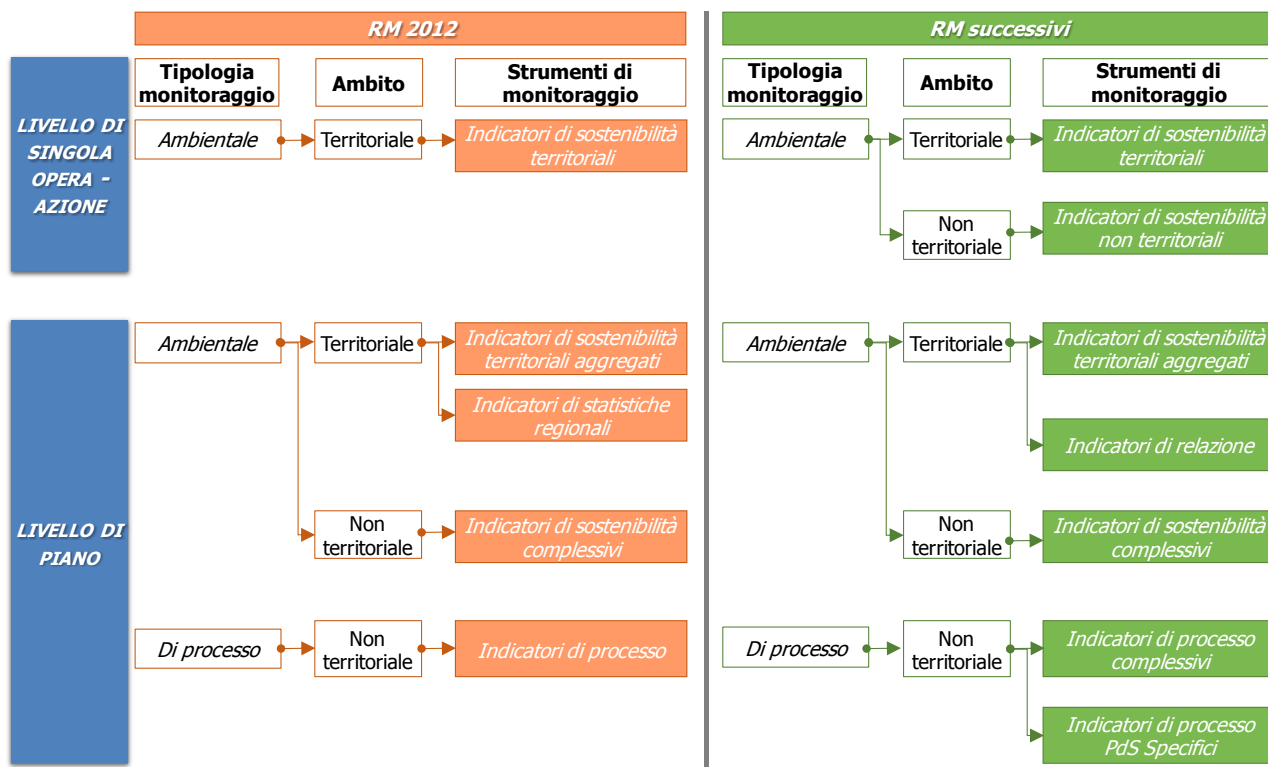 RM 2012
RM successivi
Tipologia
monitoraggio
Ambito
Strumenti di
monitoraggio
Tipologia
monitoraggio
Ambito
Strumenti di
monitoraggio
LIVELLO DI
SINGOLA
OPERA -
AZIONE
Ambientale
Territoriale
Indicatori di sostenibilità
territoriali
Ambientale
Territoriale
Indicatori di sostenibilità
territoriali
Non
territoriale
Indicatori di sostenibilità
non territoriali
LIVELLO DI
PIANO
Ambientale
Territoriale
Indicatori di sostenibilità
territoriali aggregati
Indicatori di statistiche
regionali
Non
territoriale
Indicatori di sostenibilità
complessivi
Di processo
Non
territoriale
Indicatori di processo
Ambientale
Territoriale
Indicatori di sostenibilità
territoriali aggregati
Indicatori di relazione
Non
territoriale
Indicatori di sostenibilità
complessivi
Di processo
Non
territoriale
Indicatori di processo
complessivi
Indicatori di processo
PdS Specifici